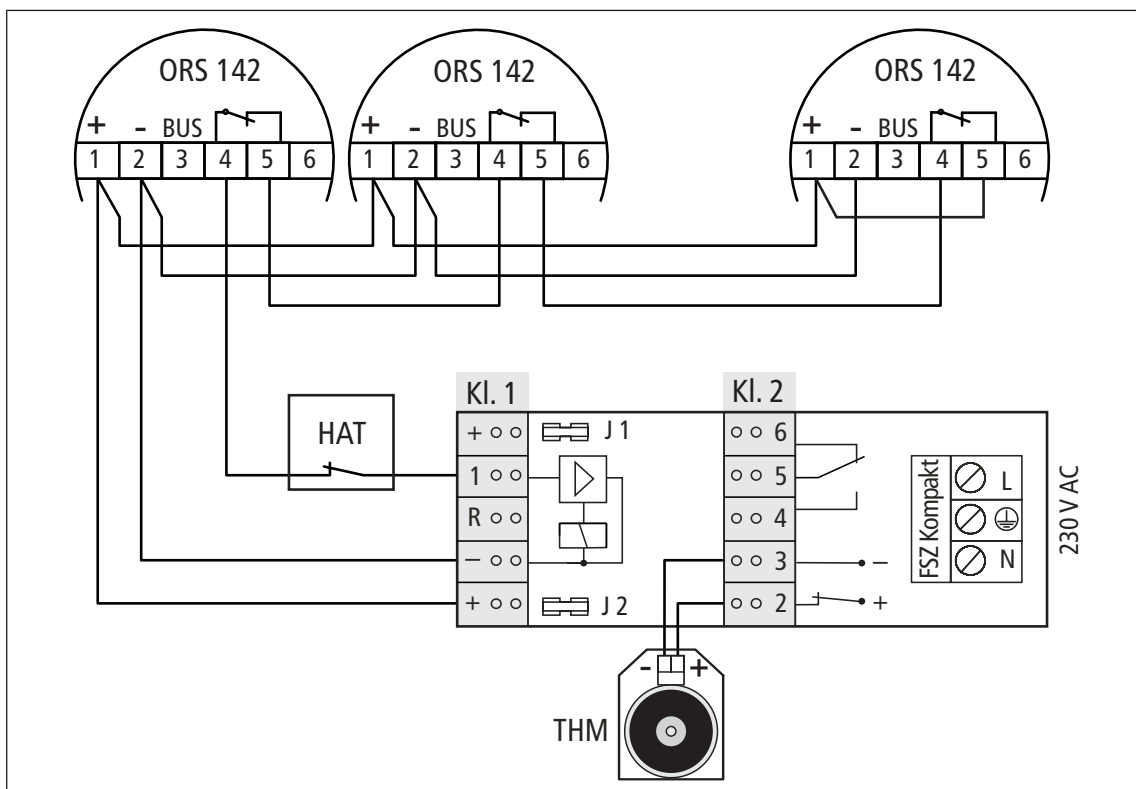 ORS 142 ORS 142 ORS 142
+ - BUS + - BUS + - BUS
1 2 3 4 5 6 1 2 3 4 5 6 1 2 3 4 5 6
Kl. 1 Kl. 2
HAT
+ J 1 6
1 5
R 4
– 3 –
+ J 2 2 +
FSZ Kompakt
L
N
230 V AC
- +
THM